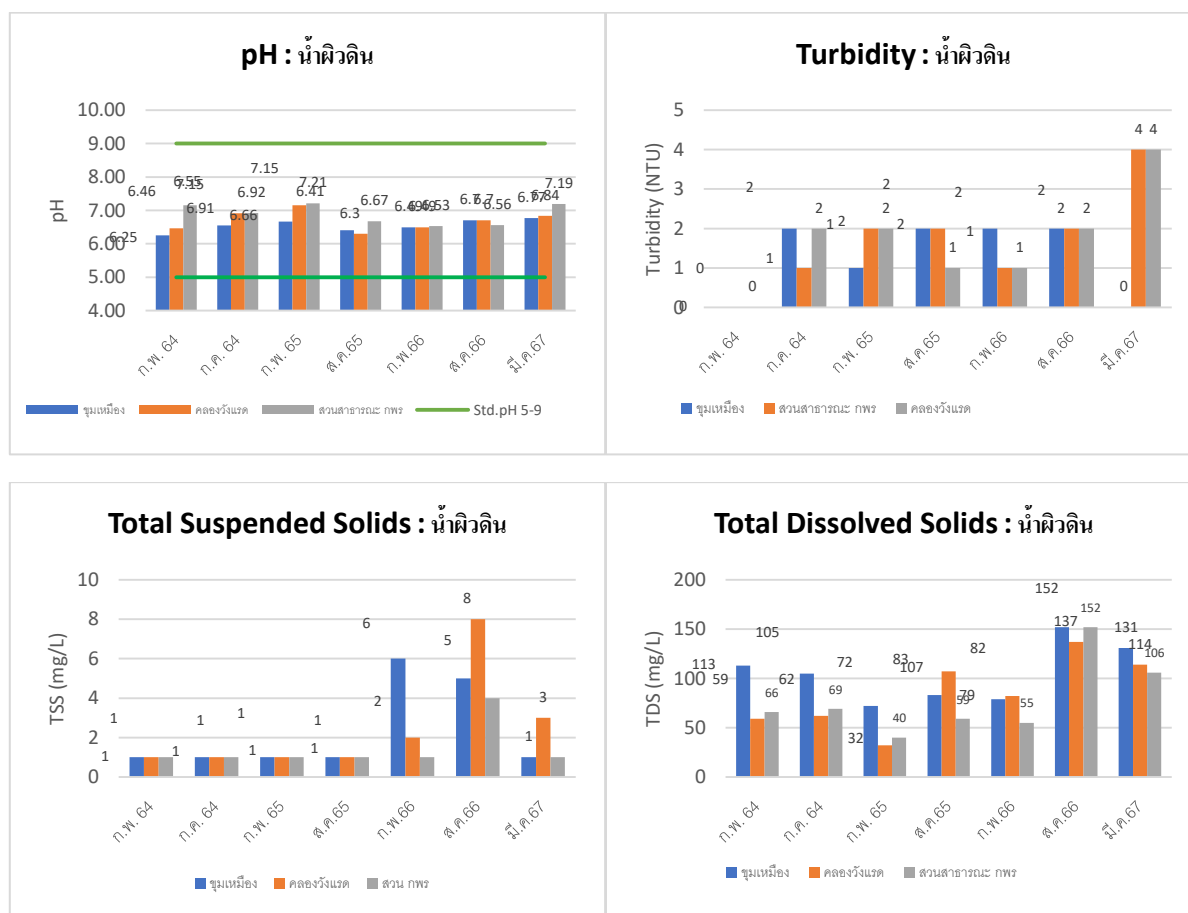 pH : น้ำผิวดิน
10.00
9.00
8.00
7.00
6.00
5.00
4.00
pH
6.25
6.46
7.15
6.55
6.91
6.92
6.66
7.15
7.21
6.41
6.3
6.67
6.49
6.49
6.53
6.7
6.7
6.56
6.77
6.84
7.19
ก.พ. 64
ก.ค. 64
ก.พ. 65
ส.ค.65
ก.พ.66
ส.ค.66
มี.ค.67
ขุมเหมือง
คลองวังแรด
สวนสาธารณะ กพร
Std.pH 5-9
Turbidity : น้ำผิวดิน
5
4
3
2
1
0
Turbidity (NTU)
0
0
0
2
1
2
1
2
2
2
2
1
2
1
1
2
2
2
0
4
4
ก.พ. 64
ก.ค. 64
ก.พ. 65
ส.ค.65
ก.พ.66
ส.ค.66
มี.ค.67
ขุมเหมือง
สวนสาธารณะ กพร
คลองวังแรด
Total Suspended Solids : น้ำผิวดิน
10
8
6
4
2
0
TSS (mg/L)
1
1
1
1
1
1
1
1
6
2
5
8
1
3
ก.พ. 64
ก.ค. 64
ก.พ. 65
ส.ค.65
ก.พ.66
ส.ค.66
มี.ค.67
ขุมเหมือง
คลองวังแรด
สวน กพร
Total Dissolved Solids : น้ำผิวดิน
200
150
100
50
0
TDS (mg/L)
113
59
66
105
62
69
72
32
40
83
107
59
79
82
55
152
137
152
131
114
106
ก.พ. 64
ก.ค. 64
ก.พ. 65
ส.ค.65
ก.พ.66
ส.ค.66
มี.ค.67
ขุมเหมือง
คลองวังแรด
สวนสาธารณะ กพร